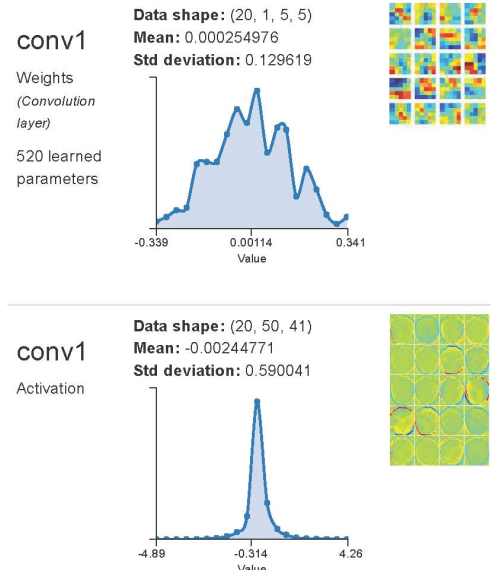 conv1
Weights
(Convolution
layer)
520 learned
parameters
Data shape: (20, 1, 5, 5)
Mean: 0.000254976
Std deviation: 0.129619
-0.339 0.00114 0.341
Value
conv1
Activation
Data shape: (20, 50, 41)
Mean: -0.00244771
Std deviation: 0.590041
-4.89 -0.314 4.26
Value